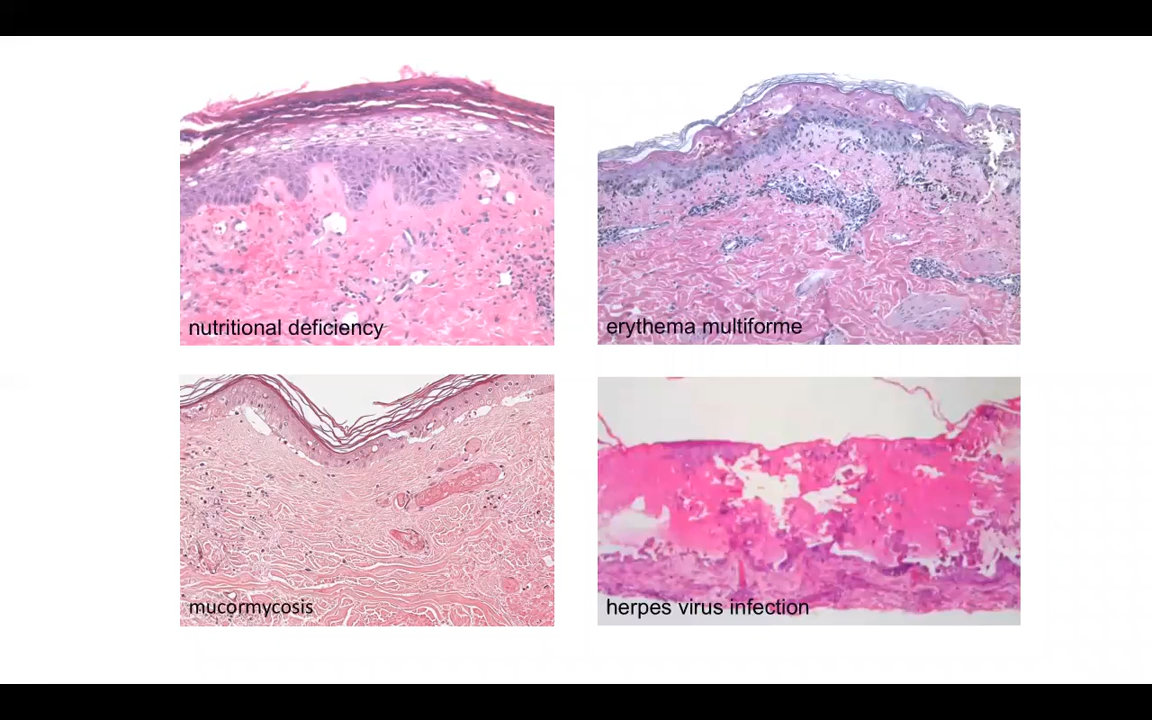 nutritional deficiency
erythema multiforme
mucormycosis
herpes virus infection